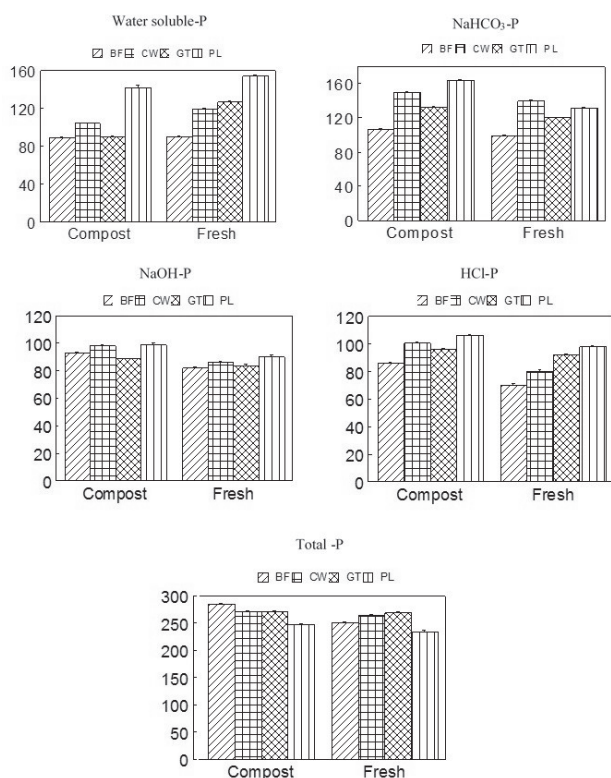 Water soluble-P
BF CW GT PL
160
120
80
40
0
Compost Fresh
NaHCO₃-P
BF CW GT PL
160
120
80
40
0
Compost Fresh
NaOH-P
BF CW GT PL
120
100
80
60
40
20
0
Compost Fresh
HCl-P
BF CW GT PL
120
100
80
60
40
20
0
Compost Fresh
Total -P
BF CW GT PL
300
250
200
150
100
50
0
Compost Fresh